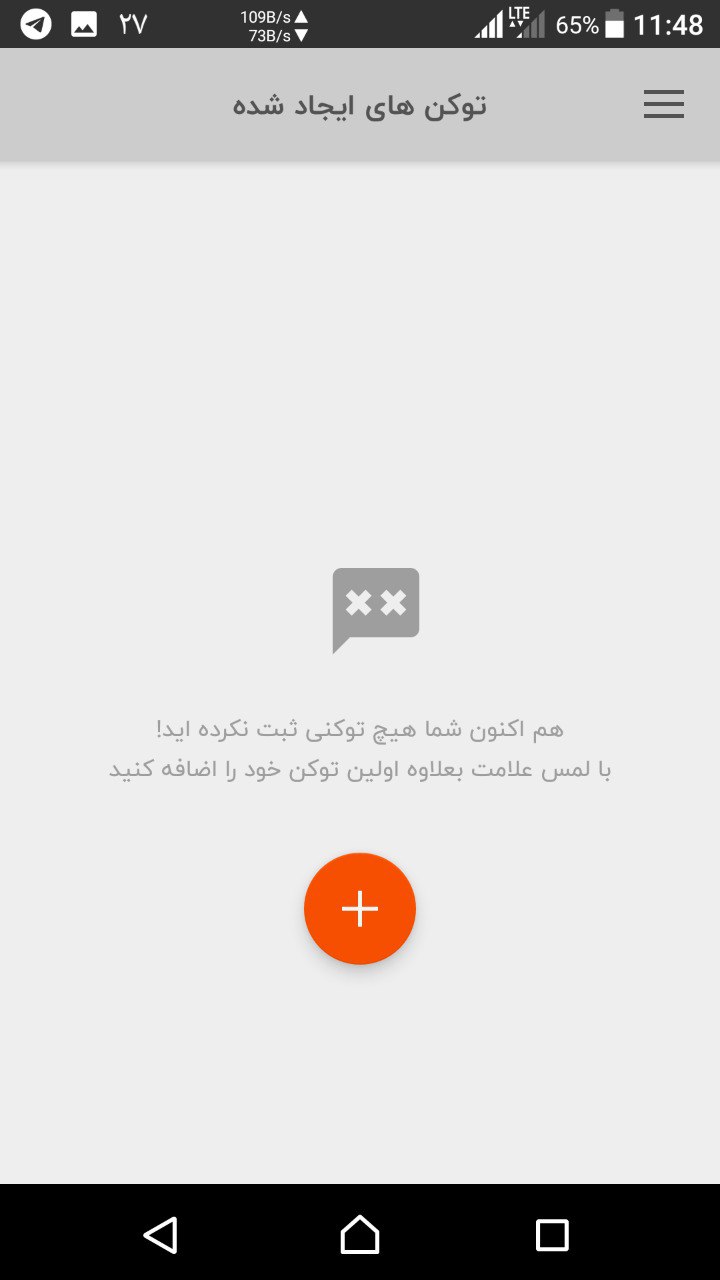 ۲۷
109B/s
73B/s
LTE
65%
11:48
توکن های ایجاد شده
هم اکنون شما هیچ توکنی ثبت نکرده اید!
با لمس علامت بعلاوه اولین توکن خود را اضافه کنید